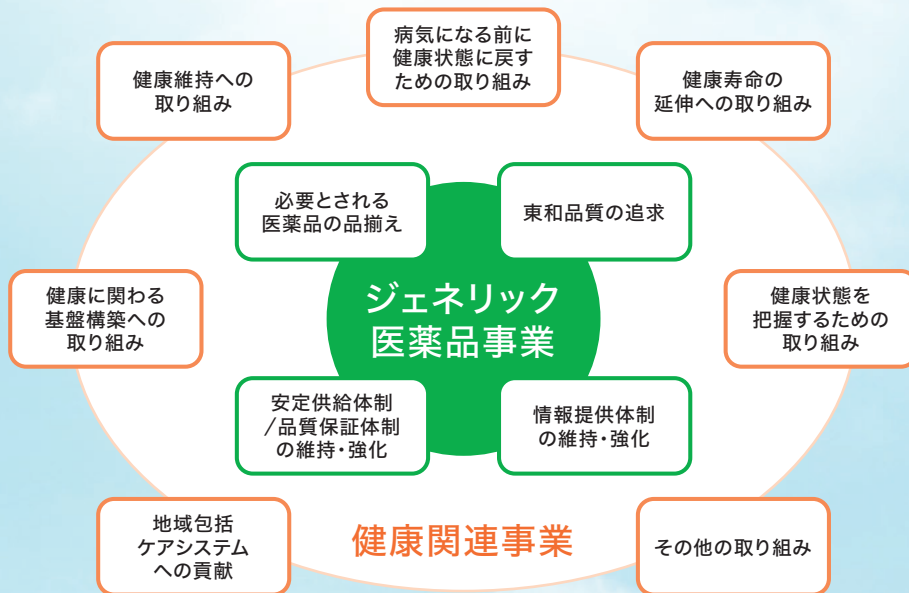 病気になる前に
健康状態に戻す
ための取り組み
健康維持への
取り組み
健康寿命の
延伸への取り組み
必要とされる
医薬品の品揃え
東和品質の追求
ジェネリック
医薬品事業
健康に関わる
基盤構築への
取り組み
健康状態を
把握するための
取り組み
安定供給体制
/品質保証体制
の維持・強化
情報提供体制
の維持・強化
地域包括
ケアシステム
への貢献
健康関連事業
その他の取り組み